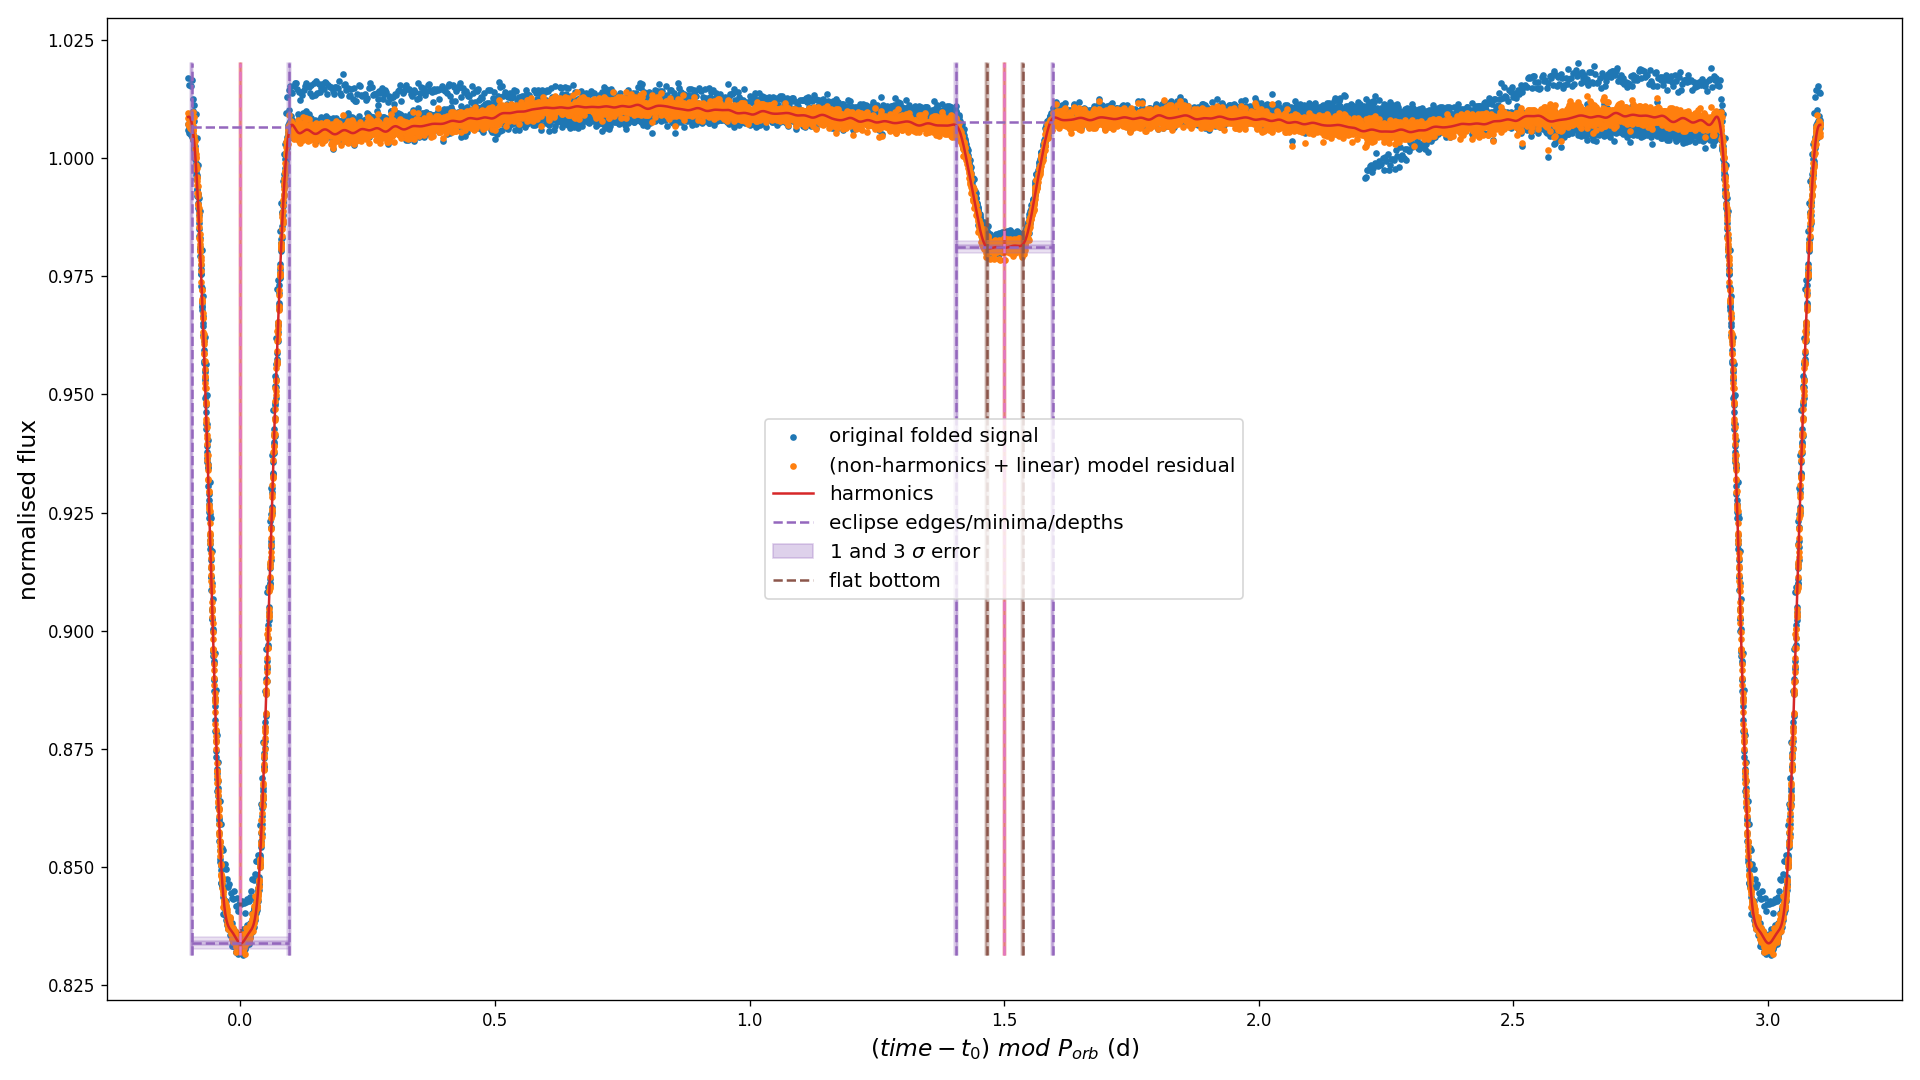 normalised flux
1.025
1.000
0.975
0.950
0.925
0.900
0.875
0.850
0.825
original folded signal
(non-harmonics + linear) model residual
harmonics
eclipse edges/minima/depths
1 and 3 σ error
flat bottom
0.0 0.5 1.0 1.5 2.0 2.5 3.0
(time − t₀) mod Pₒᵣb (d)